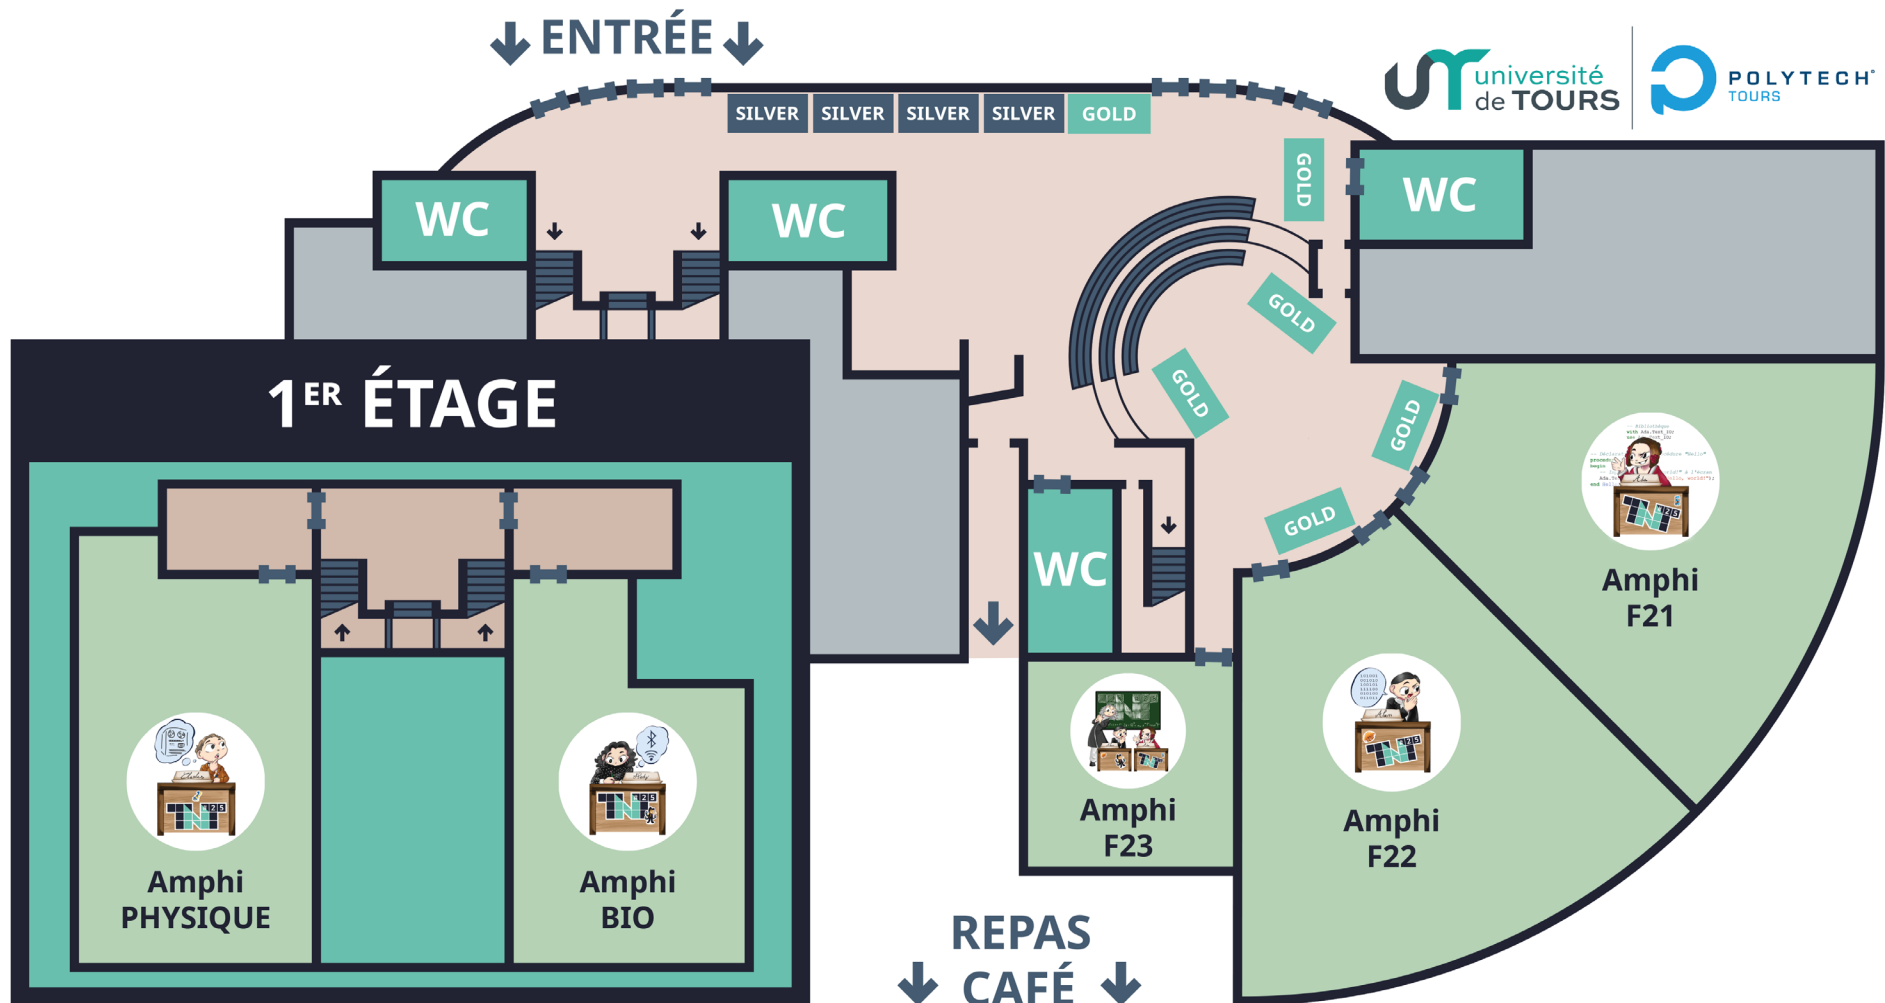 ENTRÉE
université
de TOURS
POLYTECH
TOURS
SILVER
SILVER
SILVER
SILVER
GOLD
GOLD
WC
WC
WC
GOLD
GOLD
GOLD
GOLD
1ER ÉTAGE
WC
Amphi
F21
Amphi
F22
Amphi
F23
Amphi
PHYSIQUE
Amphi
BIO
REPAS
CAFÉ